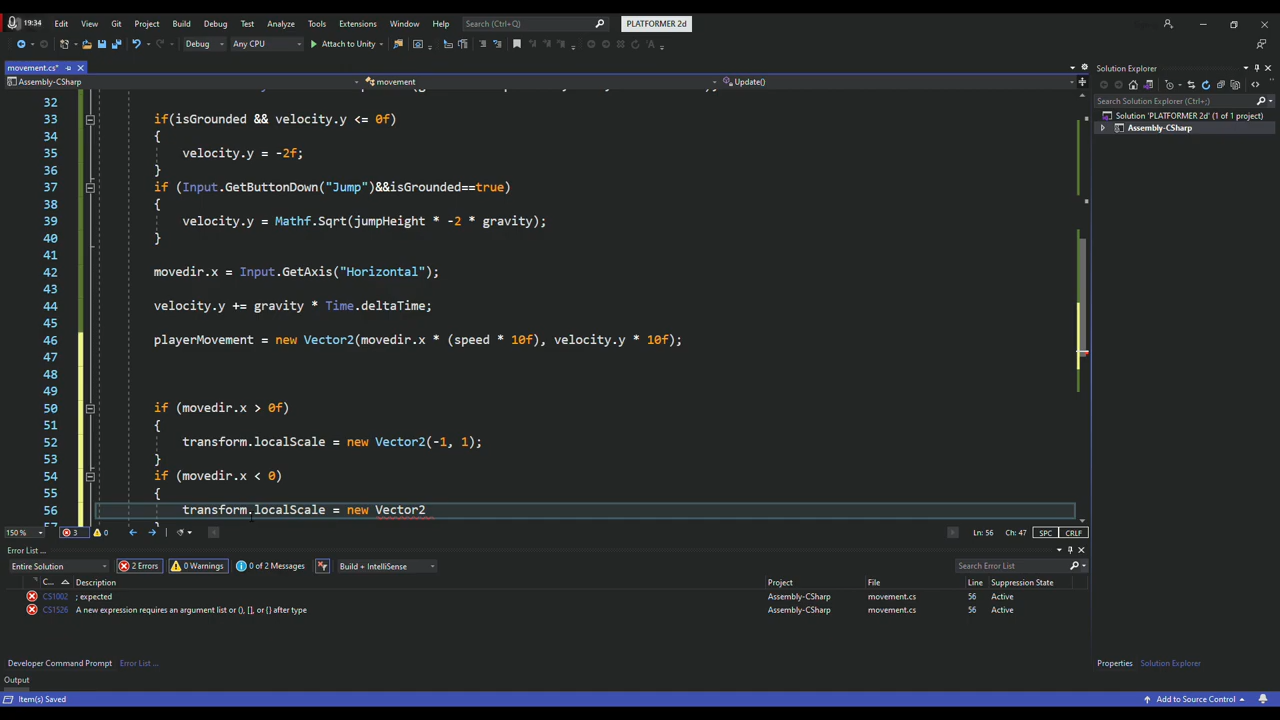 19:34 Edit View Git Project Build Debug Test Analyze Tools Extensions Window Help Search (Ctrl+Q) PLATFORMER 2d
Debug Any CPU Attach to Unity
movement.cs*
Assembly-CSharp movement Update()
32
33 if(isGrounded && velocity.y <= 0f)
34 {
35 velocity.y = -2f;
36 }
37 if (Input.GetButtonDown("Jump")&&isGrounded==true)
38 {
39 velocity.y = Mathf.Sqrt(jumpHeight * -2 * gravity);
40 }
41
42 movedir.x = Input.GetAxis("Horizontal");
43
44 velocity.y += gravity * Time.deltaTime;
45
46 playerMovement = new Vector2(movedir.x * (speed * 10f), velocity.y * 10f);
47
48
49
50 if (movedir.x > 0f)
51 {
52 transform.localScale = new Vector2(-1, 1);
53 }
54 if (movedir.x < 0)
55 {
56 transform.localScale = new Vector2
57 }
150 % 3 0 Ln: 56 Ch: 47 SPC CRLF
Error List ...
Entire Solution 2 Errors 0 Warnings 0 of 2 Messages Build + IntelliSense Search Error List
C... Description Project File Line Suppression State
CS1002 ; expected Assembly-CSharp movement.cs 56 Active
CS1526 A new expression requires an argument list or (), [], or {} after type Assembly-CSharp movement.cs 56 Active
Developer Command Prompt Error List ...
Output
Item(s) Saved
Solution Explorer
Search Solution Explorer (Ctrl+;)
Solution 'PLATFORMER 2d' (1 of 1 project)
Assembly-CSharp
Properties Solution Explorer
Add to Source Control